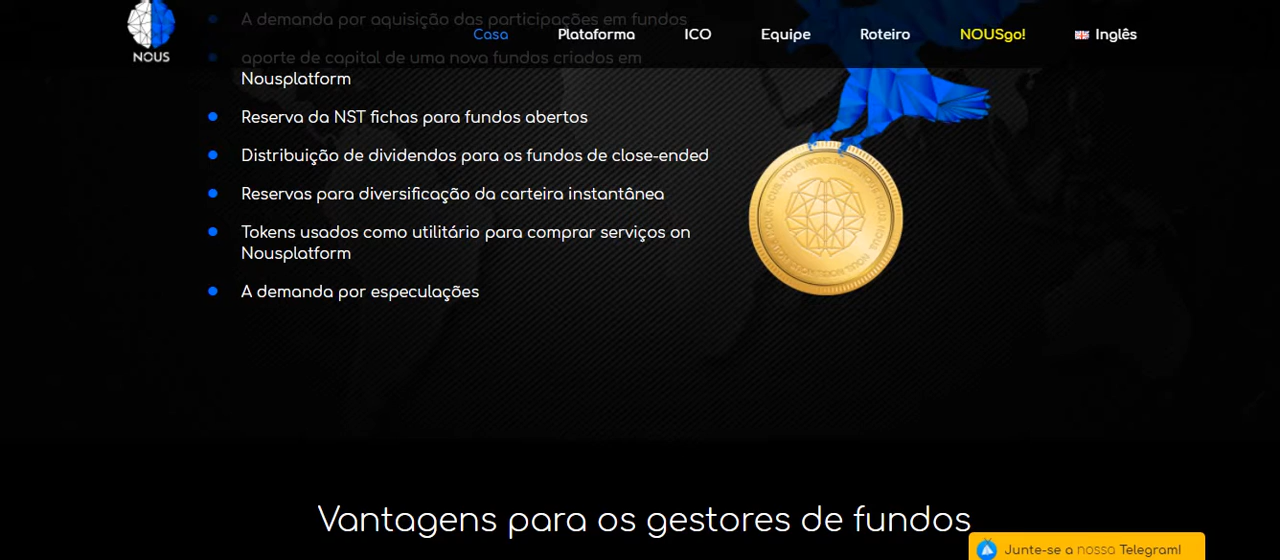 A demanda por aquisição das participações em fundos
NOUS
Casa
Plataforma
ICO
Equipe
Roteiro
NOUSgo!
Inglês
aporte de capital de uma nova fundos criados em
Nousplatform
Reserva da NST fichas para fundos abertos
Distribuição de dividendos para os fundos de close-ended
Reservas para diversificação da carteira instantânea
Tokens usados como utilitário para comprar serviços on
Nousplatform
A demanda por especulações
Vantagens para os gestores de fundos
Junte-se a nosso Telegram!